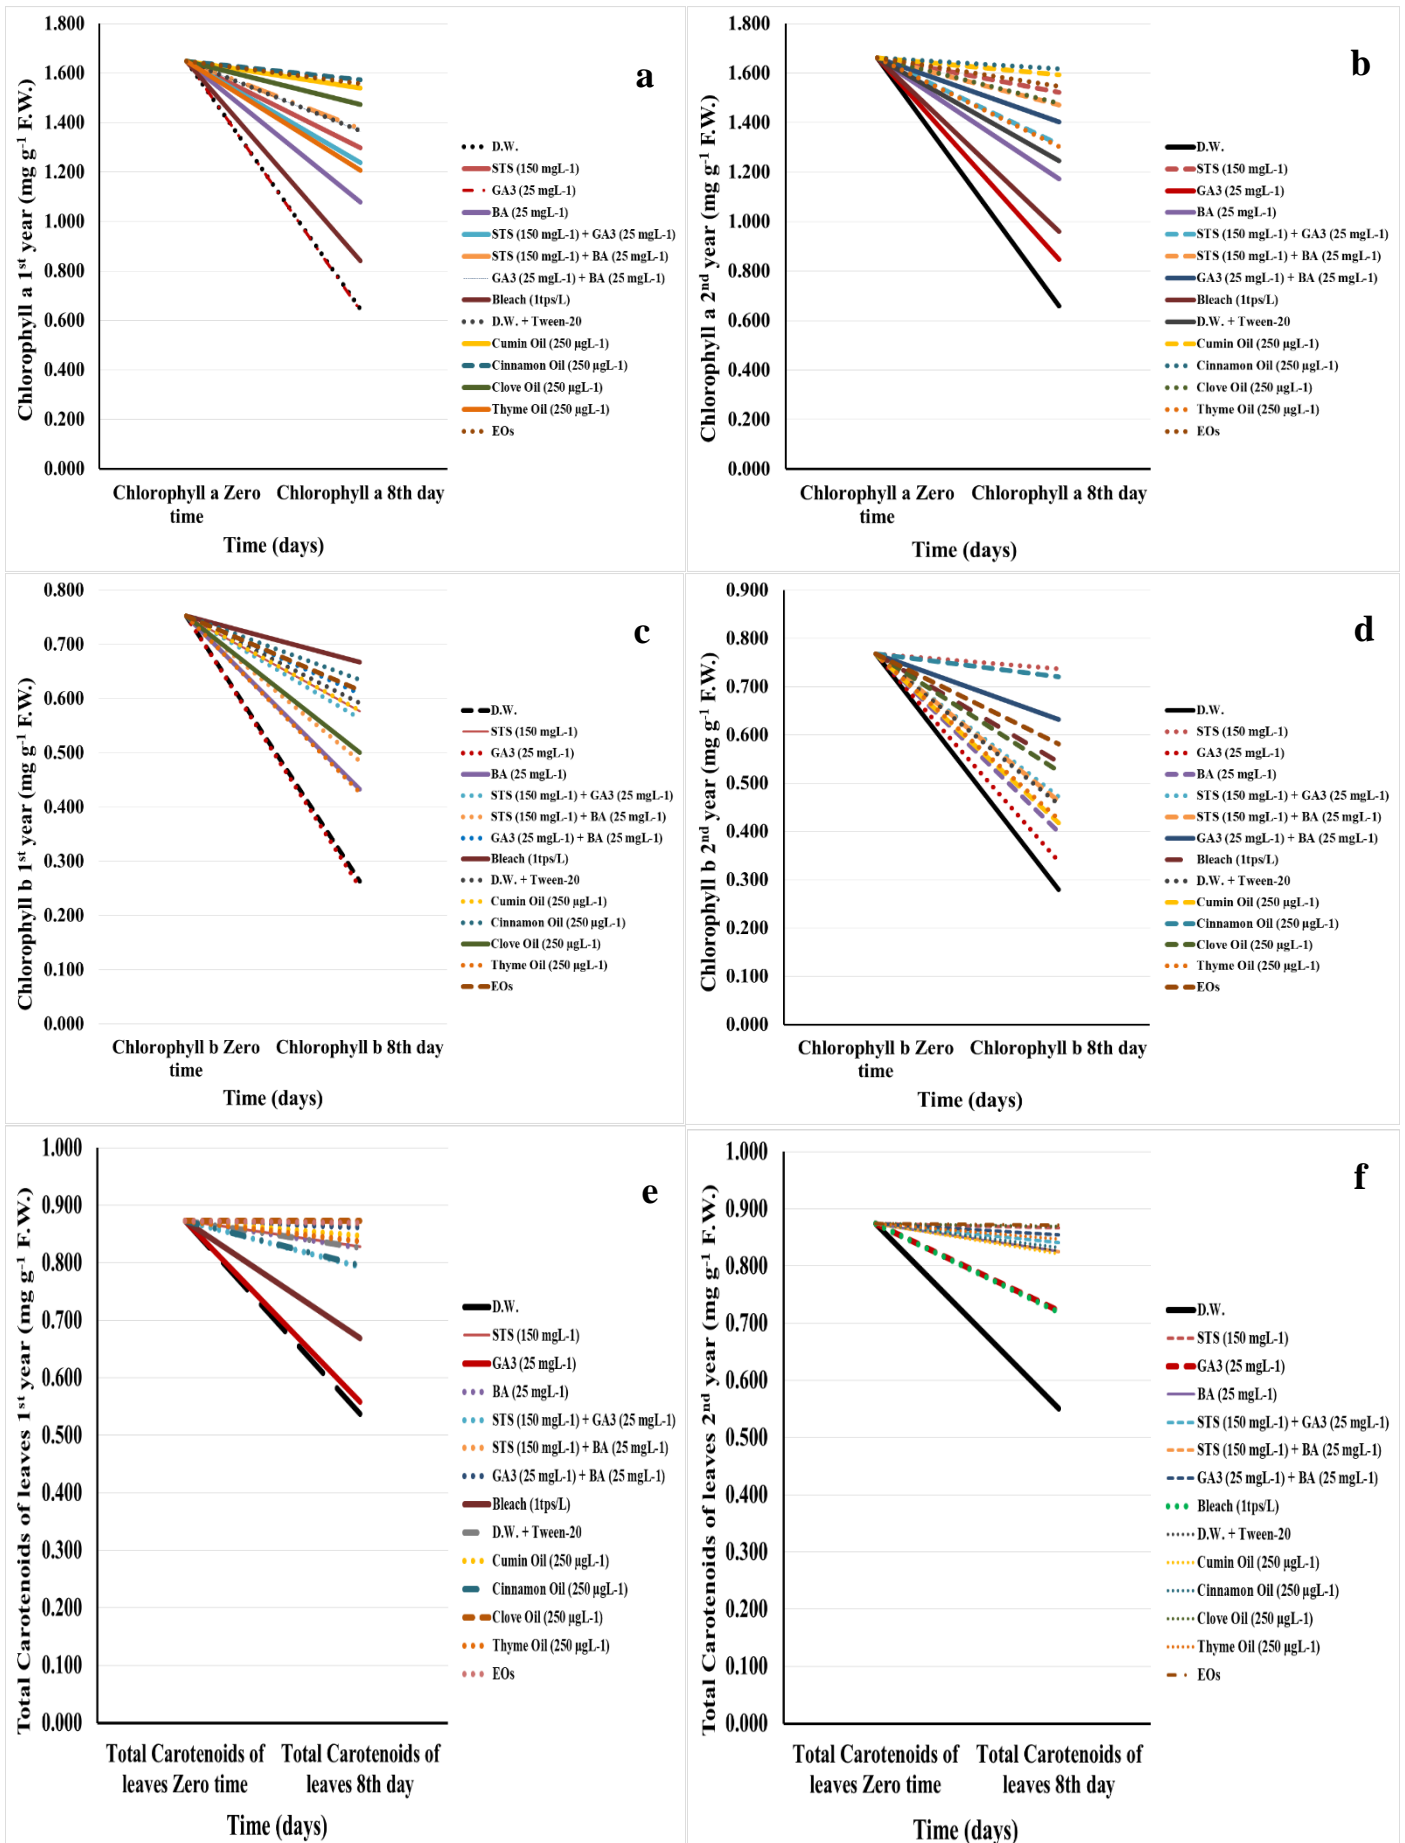 Chlorophyll a 1st year (mg g-1 F.W.)
1.800
1.600
1.400
1.200
1.000
0.800
0.600
0.400
0.200
0.000
a
D.W.
STS (150 mgL-1)
GA3 (25 mgL-1)
BA (25 mgL-1)
STS (150 mgL-1) + GA3 (25 mgL-1)
STS (150 mgL-1) + BA (25 mgL-1)
GA3 (25 mgL-1) + BA (25 mgL-1)
Bleach (1tps/L)
D.W. + Tween-20
Cumin Oil (250 µgL-1)
Cinnamon Oil (250 µgL-1)
Clove Oil (250 µgL-1)
Thyme Oil (250 µgL-1)
EOs
Chlorophyll a Zero
time
Chlorophyll a 8th day
Time (days)
Chlorophyll a 2nd year (mg g-1 F.W.)
1.800
1.600
1.400
1.200
1.000
0.800
0.600
0.400
0.200
0.000
b
D.W.
STS (150 mgL-1)
GA3 (25 mgL-1)
BA (25 mgL-1)
STS (150 mgL-1) + GA3 (25 mgL-1)
STS (150 mgL-1) + BA (25 mgL-1)
GA3 (25 mgL-1) + BA (25 mgL-1)
Bleach (1tps/L)
D.W. + Tween-20
Cumin Oil (250 µgL-1)
Cinnamon Oil (250 µgL-1)
Clove Oil (250 µgL-1)
Thyme Oil (250 µgL-1)
EOs
Chlorophyll a Zero
time
Chlorophyll a 8th day
Time (days)
Chlorophyll b 1st year (mg g-1 F.W.)
0.800
0.700
0.600
0.500
0.400
0.300
0.200
0.100
0.000
c
D.W.
STS (150 mgL-1)
GA3 (25 mgL-1)
BA (25 mgL-1)
STS (150 mgL-1) + GA3 (25 mgL-1)
STS (150 mgL-1) + BA (25 mgL-1)
GA3 (25 mgL-1) + BA (25 mgL-1)
Bleach (1tps/L)
D.W. + Tween-20
Cumin Oil (250 µgL-1)
Cinnamon Oil (250 µgL-1)
Clove Oil (250 µgL-1)
Thyme Oil (250 µgL-1)
EOs
Chlorophyll b Zero
time
Chlorophyll b 8th day
Time (days)
Chlorophyll b 2nd year (mg g-1 F.W.)
0.900
0.800
0.700
0.600
0.500
0.400
0.300
0.200
0.100
0.000
d
D.W.
STS (150 mgL-1)
GA3 (25 mgL-1)
BA (25 mgL-1)
STS (150 mgL-1) + GA3 (25 mgL-1)
STS (150 mgL-1) + BA (25 mgL-1)
GA3 (25 mgL-1) + BA (25 mgL-1)
Bleach (1tps/L)
D.W. + Tween-20
Cumin Oil (250 µgL-1)
Cinnamon Oil (250 µgL-1)
Clove Oil (250 µgL-1)
Thyme Oil (250 µgL-1)
EOs
Chlorophyll b Zero
time
Chlorophyll b 8th day
Time (days)
Total Carotenoids of leaves 1st year (mg g-1 F.W.)
1.000
0.900
0.800
0.700
0.600
0.500
0.400
0.300
0.200
0.100
0.000
e
D.W.
STS (150 mgL-1)
GA3 (25 mgL-1)
BA (25 mgL-1)
STS (150 mgL-1) + GA3 (25 mgL-1)
STS (150 mgL-1) + BA (25 mgL-1)
GA3 (25 mgL-1) + BA (25 mgL-1)
Bleach (1tps/L)
D.W. + Tween-20
Cumin Oil (250 µgL-1)
Cinnamon Oil (250 µgL-1)
Clove Oil (250 µgL-1)
Thyme Oil (250 µgL-1)
EOs
Total Carotenoids of
leaves Zero time
Total Carotenoids of
leaves 8th day
Time (days)
Total Carotenoids of leaves 2nd year (mg g-1 F.W.)
1.000
0.900
0.800
0.700
0.600
0.500
0.400
0.300
0.200
0.100
0.000
f
D.W.
STS (150 mgL-1)
GA3 (25 mgL-1)
BA (25 mgL-1)
STS (150 mgL-1) + GA3 (25 mgL-1)
STS (150 mgL-1) + BA (25 mgL-1)
GA3 (25 mgL-1) + BA (25 mgL-1)
Bleach (1tps/L)
D.W. + Tween-20
Cumin Oil (250 µgL-1)
Cinnamon Oil (250 µgL-1)
Clove Oil (250 µgL-1)
Thyme Oil (250 µgL-1)
EOs
Total Carotenoids of
leaves Zero time
Total Carotenoids of
leaves 8th day
Time (days)